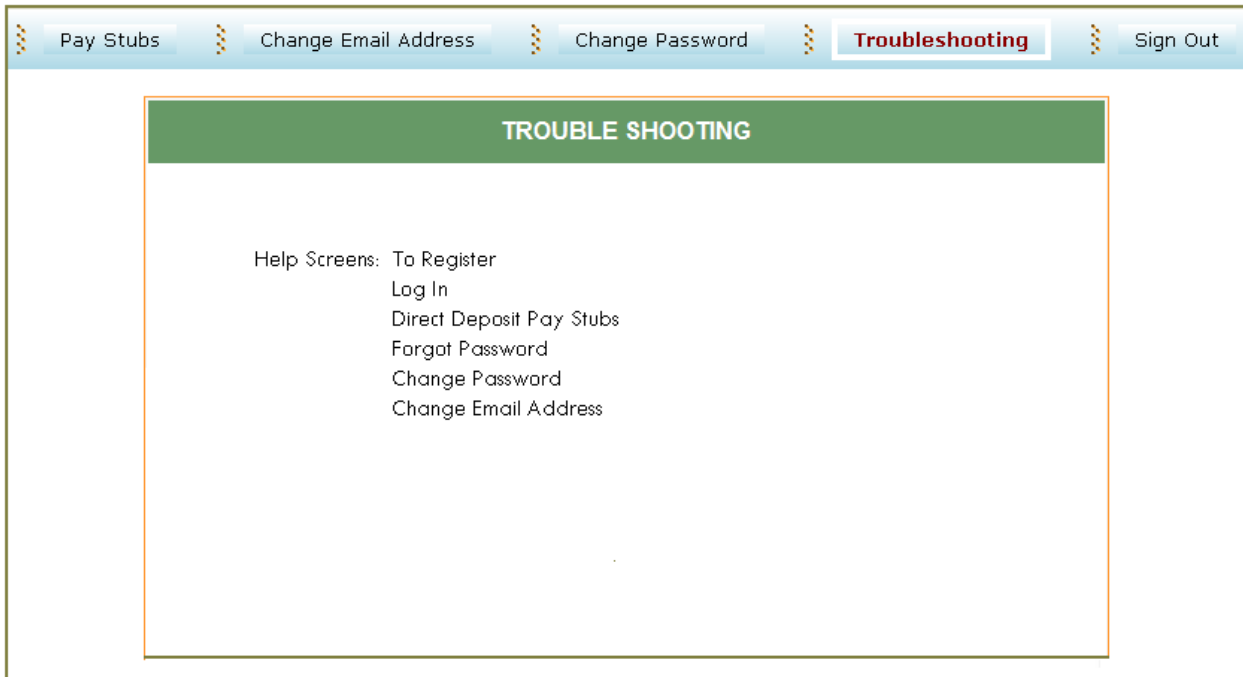 Pay Stubs Change Email Address Change Password Troubleshooting Sign Out
TROUBLE SHOOTING
Help Screens: To Register
Log In
Direct Deposit Pay Stubs
Forgot Password
Change Password
Change Email Address